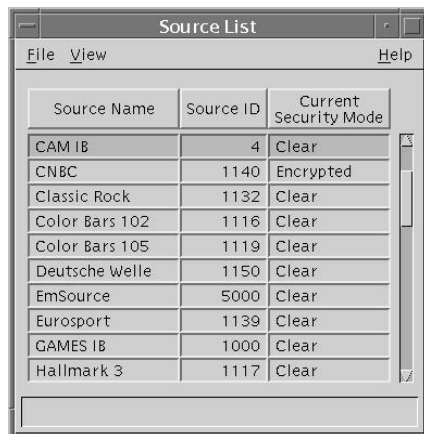 Source List
File View Help
Source Name Source ID Current Security Mode
CAM IB 4 Clear
CNBC 1140 Encrypted
Classic Rock 1132 Clear
Color Bars 102 1116 Clear
Color Bars 105 1119 Clear
Deutsche Welle 1150 Clear
EmSource 5000 Clear
Eurosport 1139 Clear
GAMES IB 1000 Clear
Hallmark 3 1117 Clear